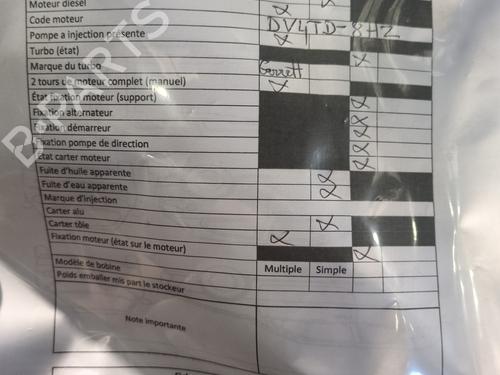 Moteur diesel
Code moteur DV4TD-8HZ
Pompe a injection présente
Turbo (état)
Marque du turbo Garrett
2 tours de moteur complet (manuel)
État fixation moteur (support)
Fixation alternateur
Fixation démarreur
Fixation pompe de direction
État carter moteur
Fuite d'huile apparente
Fuite d'eau apparente
Marque d'injection
Carter alu
Carter tôle
Fixation moteur (état sur le moteur)
Modèle de bobine Multiple Simple
Poids emballer mis part le stockeur
Note importante
B-PARTS